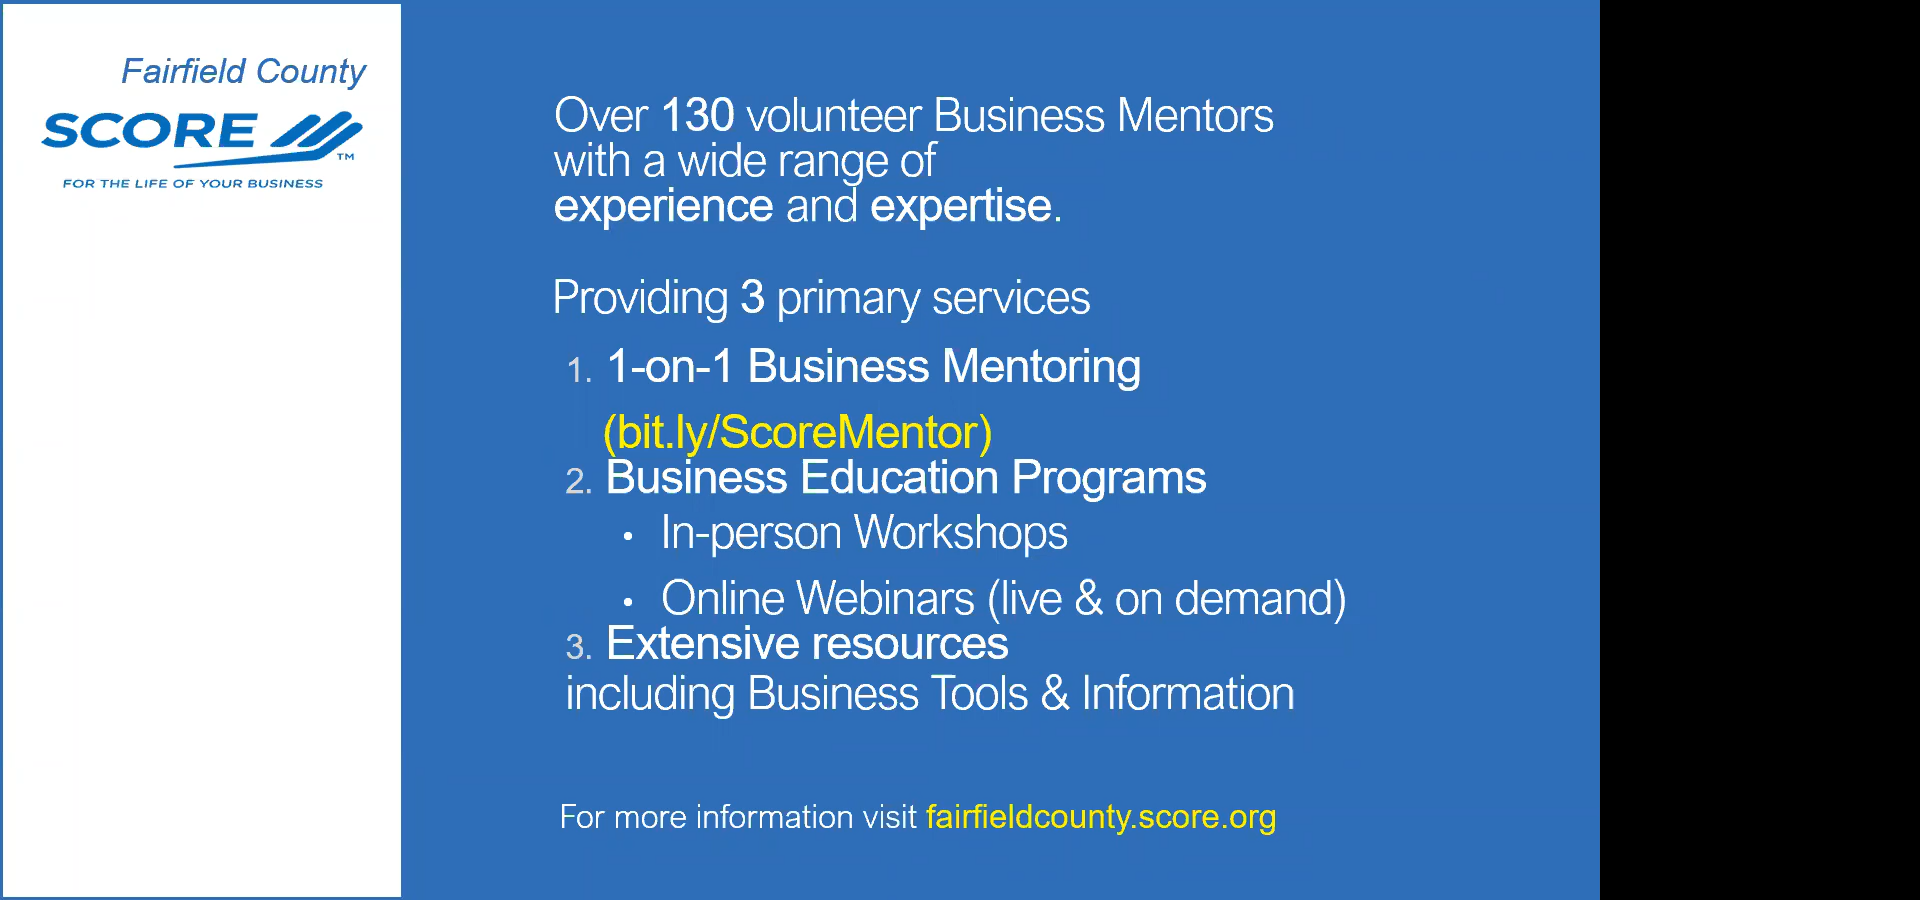 Fairfield County
SCORE
TM
FOR THE LIFE OF YOUR BUSINESS
Over 130 volunteer Business Mentors
with a wide range of
experience and expertise.
Providing 3 primary services
1. 1-on-1 Business Mentoring
(bit.ly/ScoreMentor)
2. Business Education Programs
• In-person Workshops
• Online Webinars (live & on demand)
3. Extensive resources
including Business Tools & Information
For more information visit fairfieldcounty.score.org